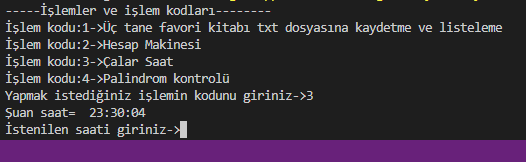 -----İşlemler ve işlem kodları--------
İşlem kodu:1->Üç tane favori kitabı txt dosyasına kaydetme ve listeleme
İşlem kodu:2->Hesap Makinesi
İşlem kodu:3->Çalar Saat
İşlem kodu:4->Palindrom kontrolü
Yapmak istediğiniz işlemin kodunu giriniz->3
Şuan saat=  23:30:04
İstenilen saati giriniz->